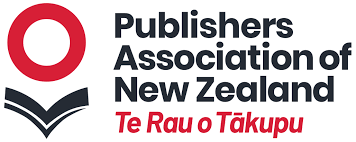 Publishers
Association of
New Zealand
Te Rau o Tākupu